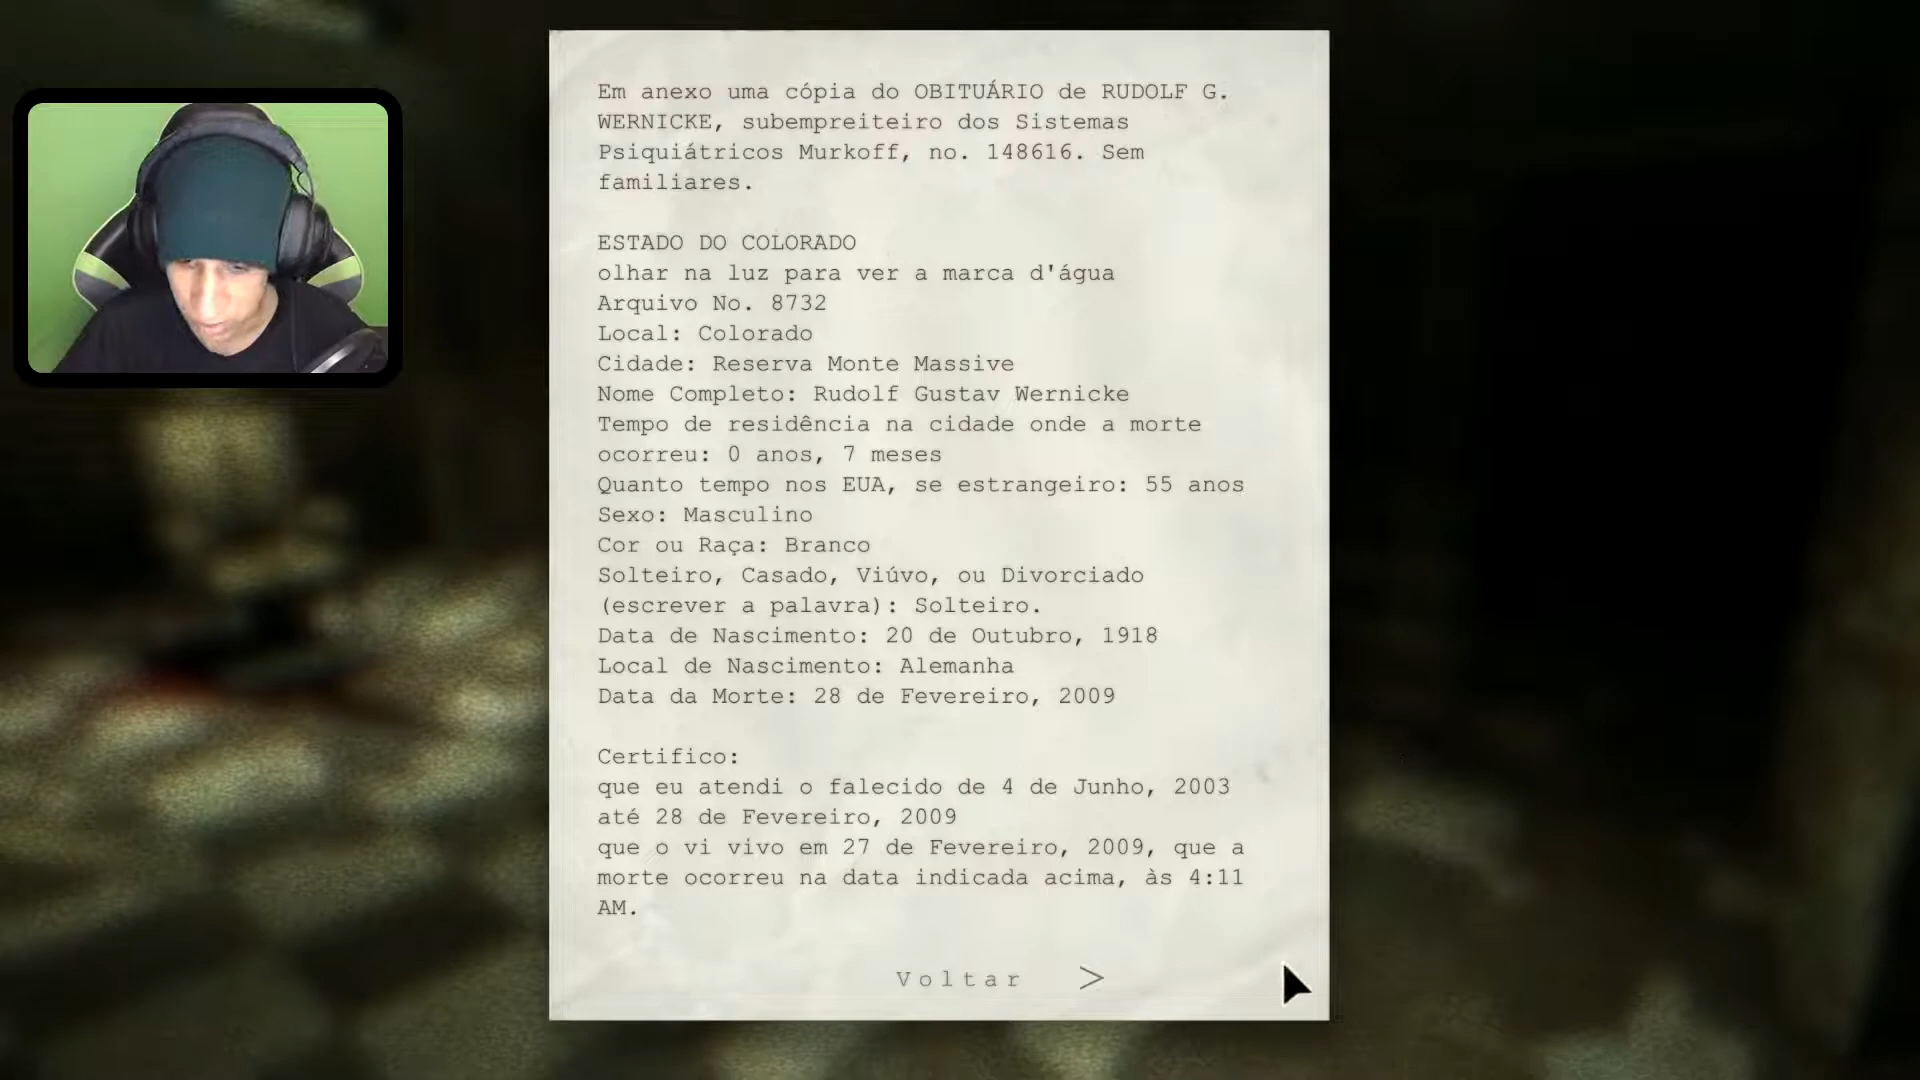 Em anexo uma cópia do OBITUÁRIO de RUDOLF G.
WERNICKE, subempreiteiro dos Sistemas
Psiquiátricos Murkoff, no. 148616. Sem
familiares.
ESTADO DO COLORADO
olhar na luz para ver a marca d'água
Arquivo No. 8732
Local: Colorado
Cidade: Reserva Monte Massive
Nome Completo: Rudolf Gustav Wernicke
Tempo de residência na cidade onde a morte
ocorreu: 0 anos, 7 meses
Quanto tempo nos EUA, se estrangeiro: 55 anos
Sexo: Masculino
Cor ou Raça: Branco
Solteiro, Casado, Viúvo, ou Divorciado
(escrever a palavra): Solteiro.
Data de Nascimento: 20 de Outubro, 1918
Local de Nascimento: Alemanha
Data da Morte: 28 de Fevereiro, 2009
Certifico:
que eu atendi o falecido de 4 de Junho, 2003
até 28 de Fevereiro, 2009
que o vi vivo em 27 de Fevereiro, 2009, que a
morte ocorreu na data indicada acima, às 4:11
AM.
Voltar >